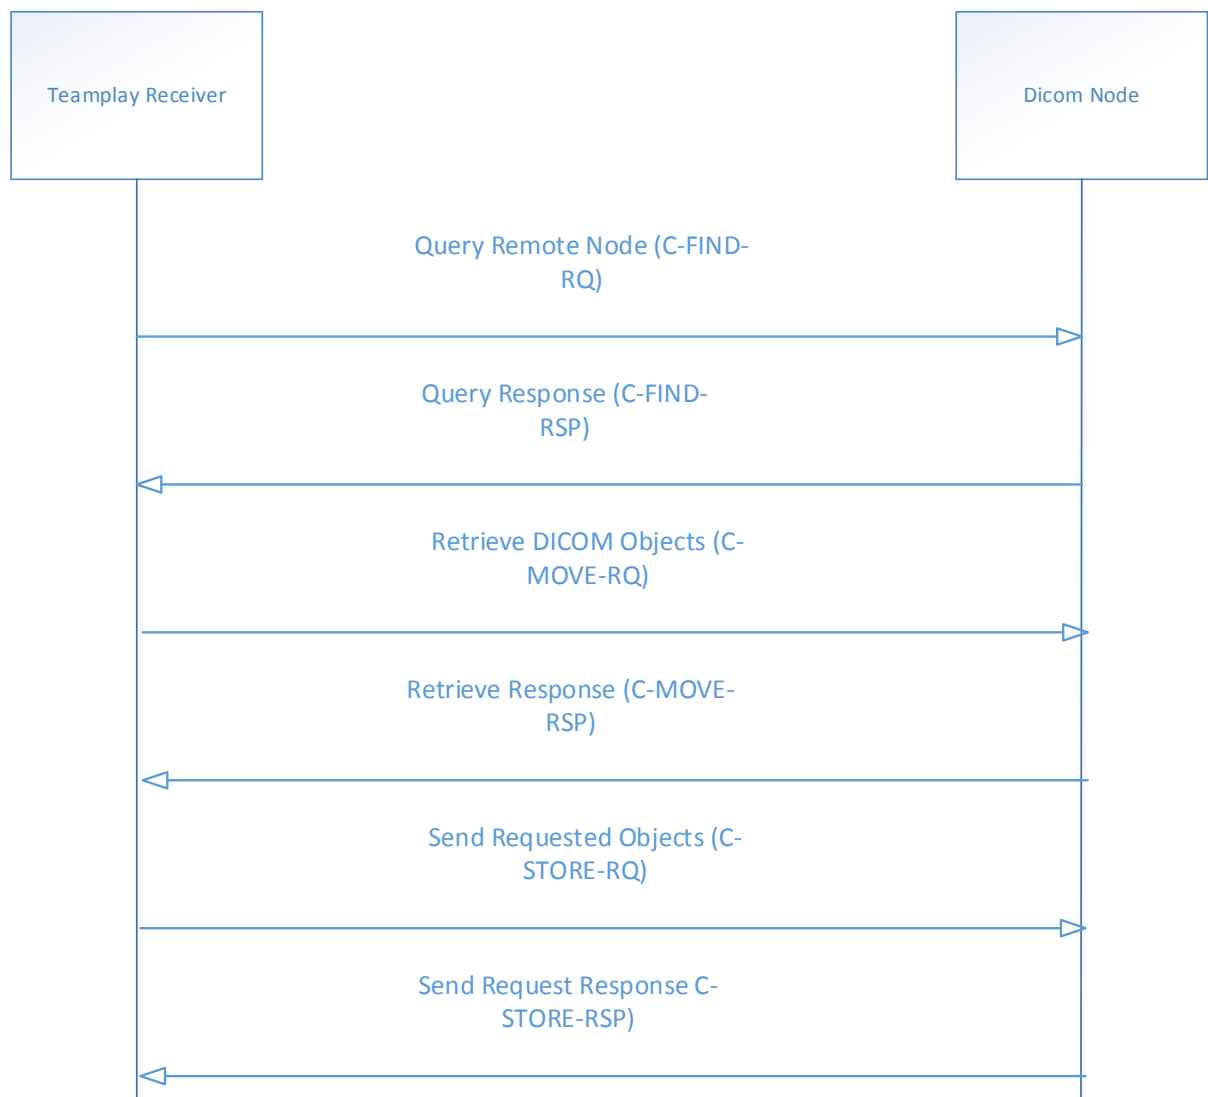 Teamplay Receiver
Dicom Node
Query Remote Node (C-FIND-
RQ)
Query Response (C-FIND-
RSP)
Retrieve DICOM Objects (C-
MOVE-RQ)
Retrieve Response (C-MOVE-
RSP)
Send Requested Objects (C-
STORE-RQ)
Send Request Response C-
STORE-RSP)